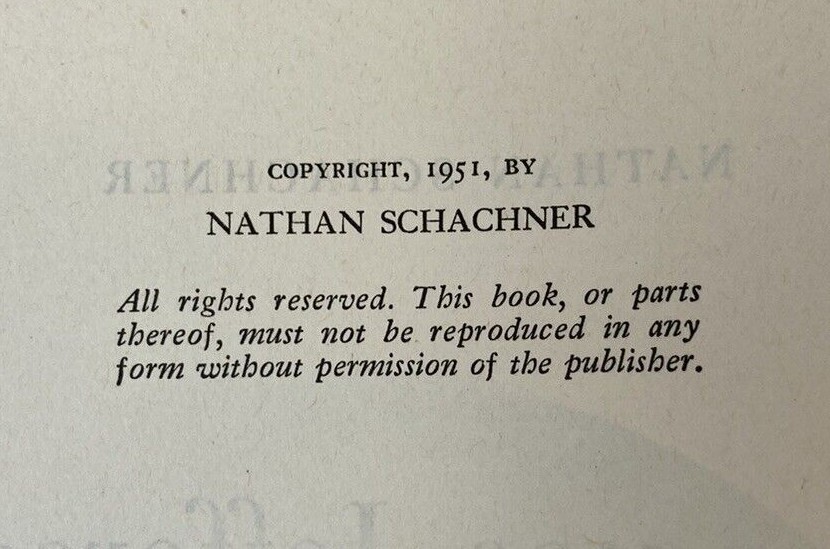 COPYRIGHT, 1951, BY
NATHAN SCHACHNER
All rights reserved. This book, or parts
thereof, must not be reproduced in any
form without permission of the publisher.